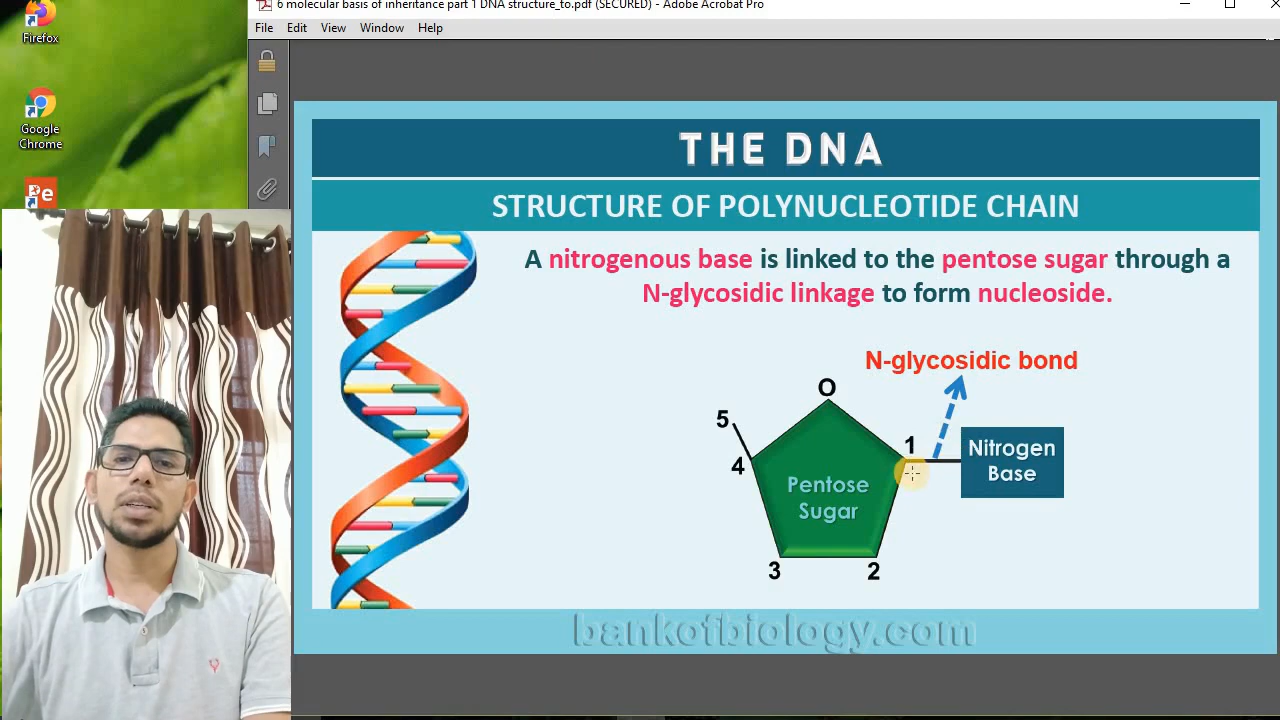 6 molecular basis of inheritance part 1 DNA structure_to.pdf (SECURED) - Adobe Acrobat Pro
File Edit View Window Help
Firefox
Google
Chrome
Pe
THE DNA
STRUCTURE OF POLYNUCLEOTIDE CHAIN
A nitrogenous base is linked to the pentose sugar through a
N-glycosidic linkage to form nucleoside.
N-glycosidic bond
O
5
1
4
Nitrogen
Base
Pentose
Sugar
3
2
bankofbiology.com